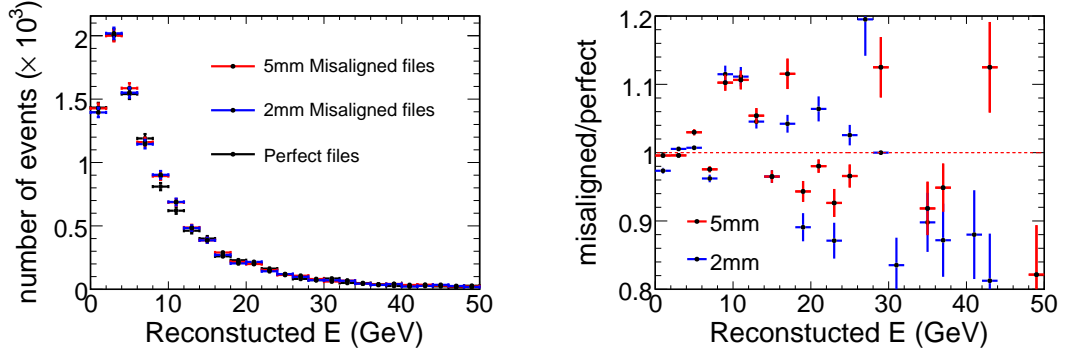 number of events (× 10³)
2
1.5
1
0.5
0
5mm Misaligned files
2mm Misaligned files
Perfect files
0 10 20 30 40 50
Reconstucted E (GeV)
misaligned/perfect
1.2
1.1
1
0.9
0.8
5mm
2mm
0 10 20 30 40 50
Reconstucted E (GeV)